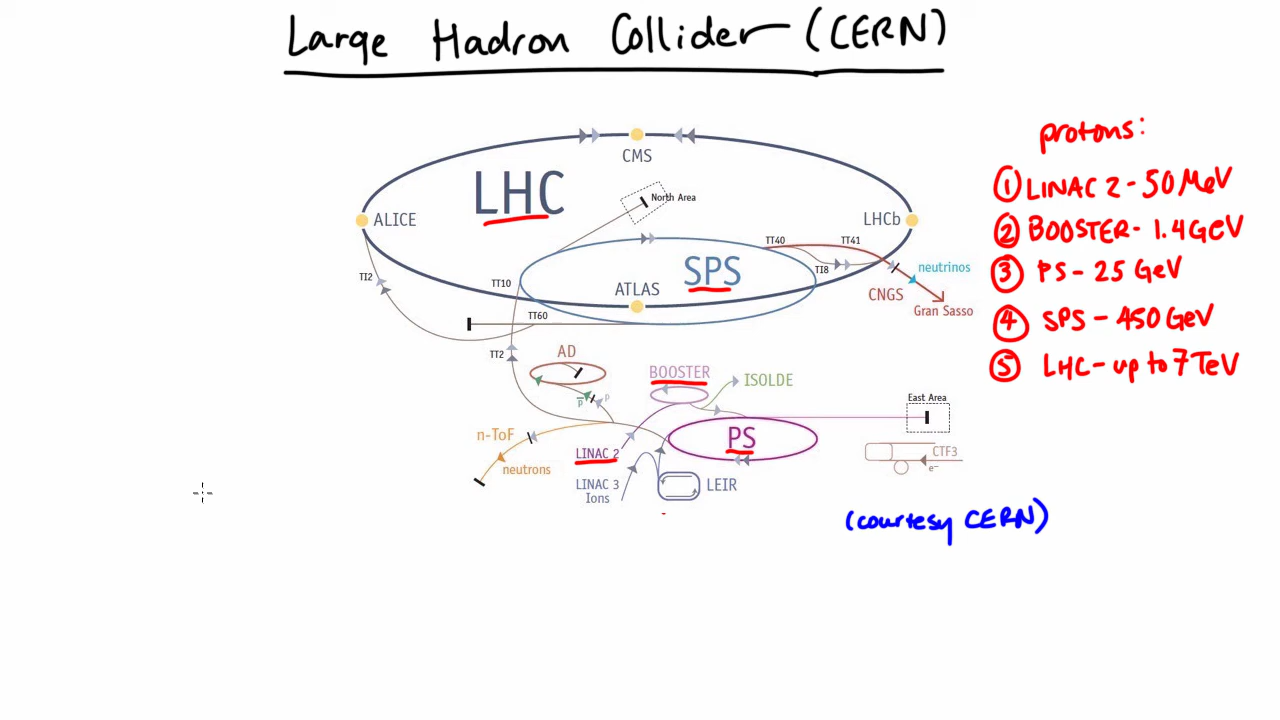 Large Hadron Collider (CERN)
protons:
① LINAC 2 - 50 MeV
② BOOSTER - 1.4 GeV
③ PS - 25 GeV
④ SPS - 450 GeV
⑤ LHC - up to 7 TeV
CMS
LHC
North Area
ALICE
LHCb
TT40
TT41
SPS
TI8
neutrinos
TI2
TT10
ATLAS
CNGS
Gran Sasso
TT60
TT2
AD
BOOSTER
ISOLDE
p̅
p
East Area
n-ToF
PS
LINAC 2
CTF3
neutrons
e⁻
LINAC 3
Ions
LEIR
(courtesy CERN)